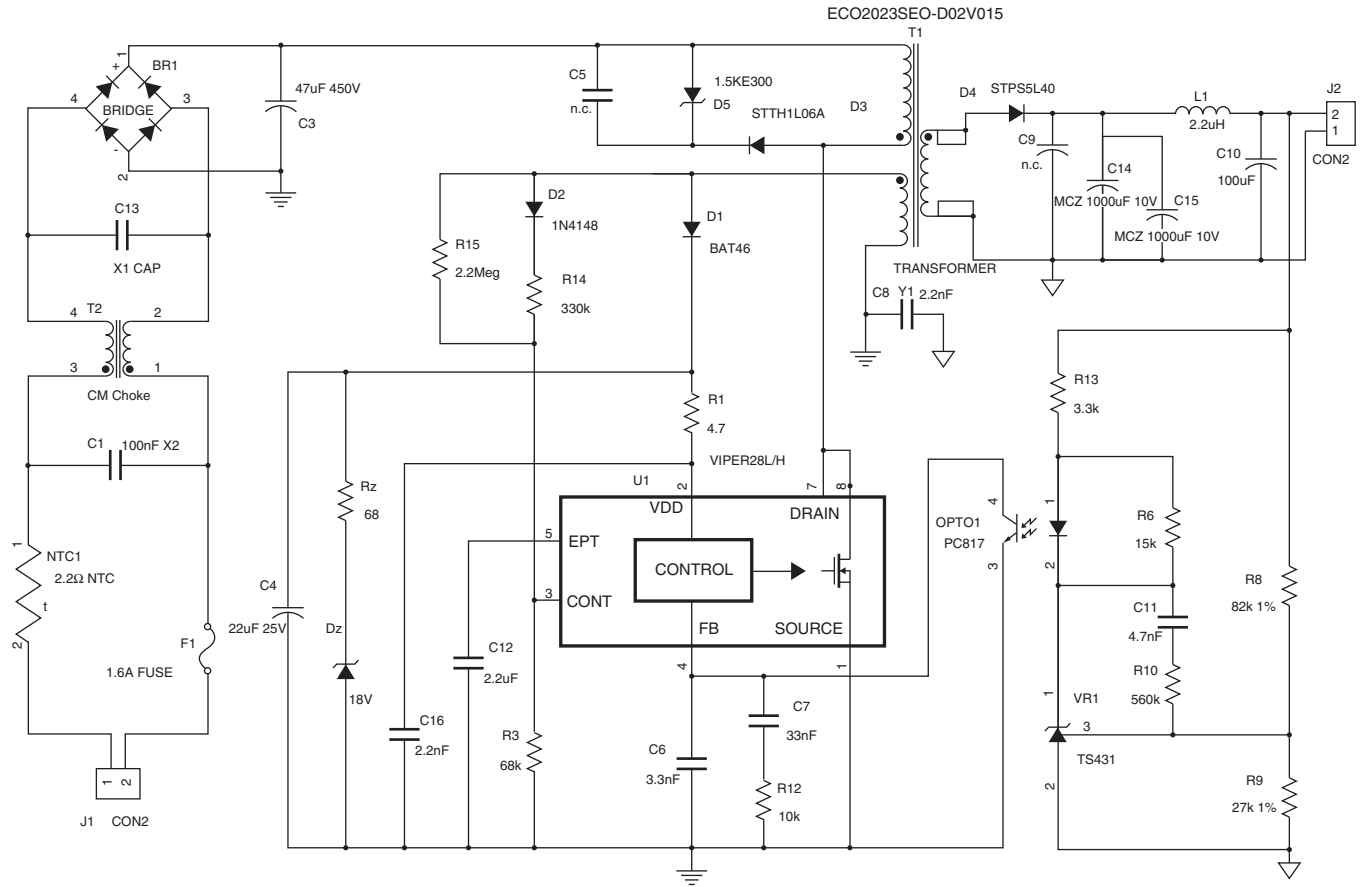 ECO2023SEO-D02V015
T1
1
+
BR1
4
BRIDGE
3
-
2
47uF 450V
C3
C5
n.c.
1.5KE300
D5
STTH1L06A
D3
D4
STPS5L40
L1
2.2uH
J2
2
1
CON2
C9
n.c.
C14
MCZ 1000uF 10V
C15
MCZ 1000uF 10V
C10
100uF
C13
X1 CAP
D2
1N4148
D1
BAT46
R15
2.2Meg
R14
330k
TRANSFORMER
C8
Y1
2.2nF
4
T2
2
3
1
CM Choke
R13
3.3k
R1
4.7
C1
100nF X2
VIPER28L/H
U1
2
7
8
VDD
DRAIN
Rz
68
5
EPT
CONTROL
3
CONT
FB
SOURCE
4
1
4
OPTO1
PC817
3
1
2
R6
15k
1
NTC1
2.2Ω NTC
t
2
C4
22uF 25V
Dz
18V
R8
82k 1%
C11
4.7nF
R10
560k
F1
1.6A FUSE
C12
2.2uF
1
VR1
3
TS431
2
C16
2.2nF
R3
68k
C6
3.3nF
C7
33nF
R12
10k
R9
27k 1%
1
2
J1
CON2